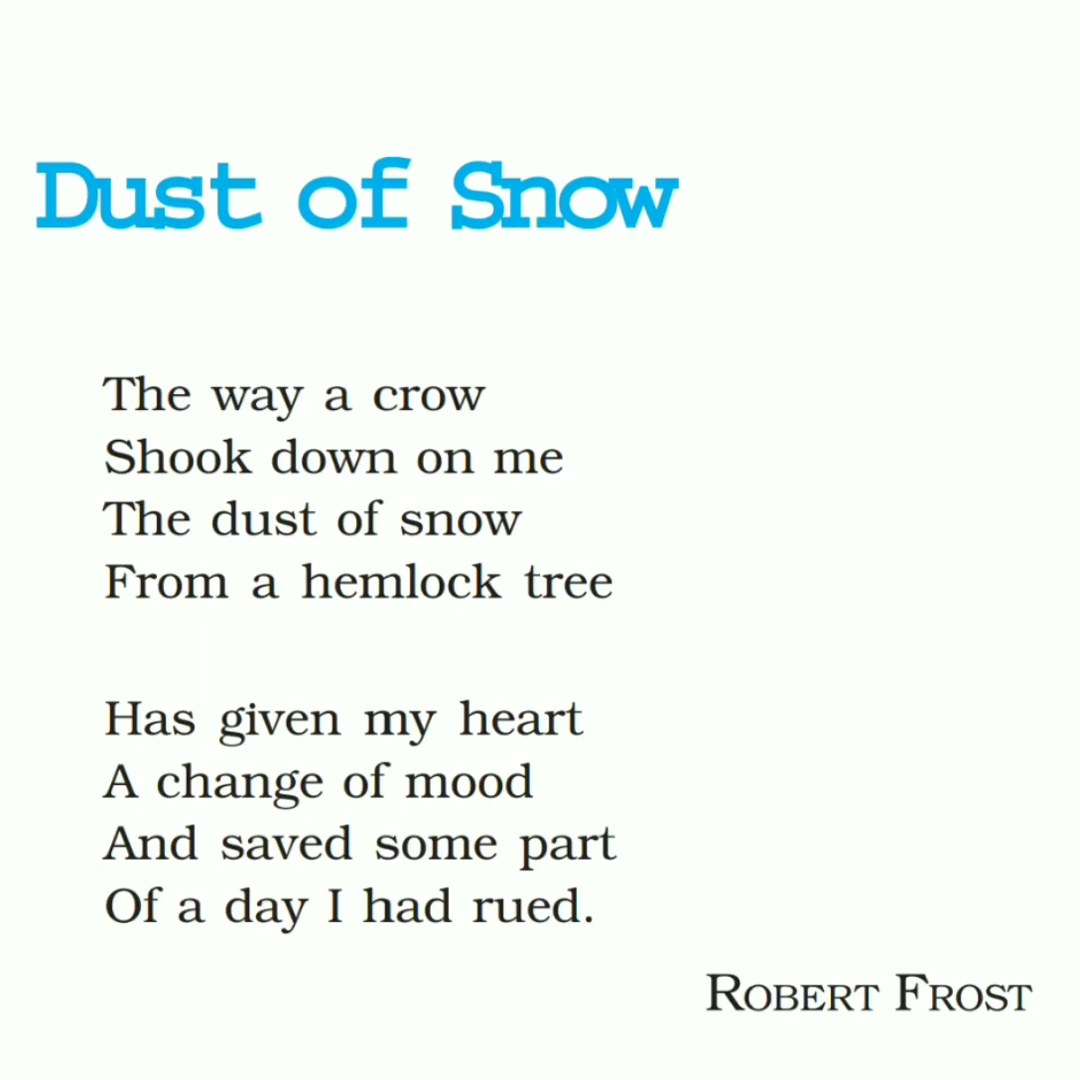 Dust of Snow
The way a crow
Shook down on me
The dust of snow
From a hemlock tree
Has given my heart
A change of mood
And saved some part
Of a day I had rued.
ROBERT FROST